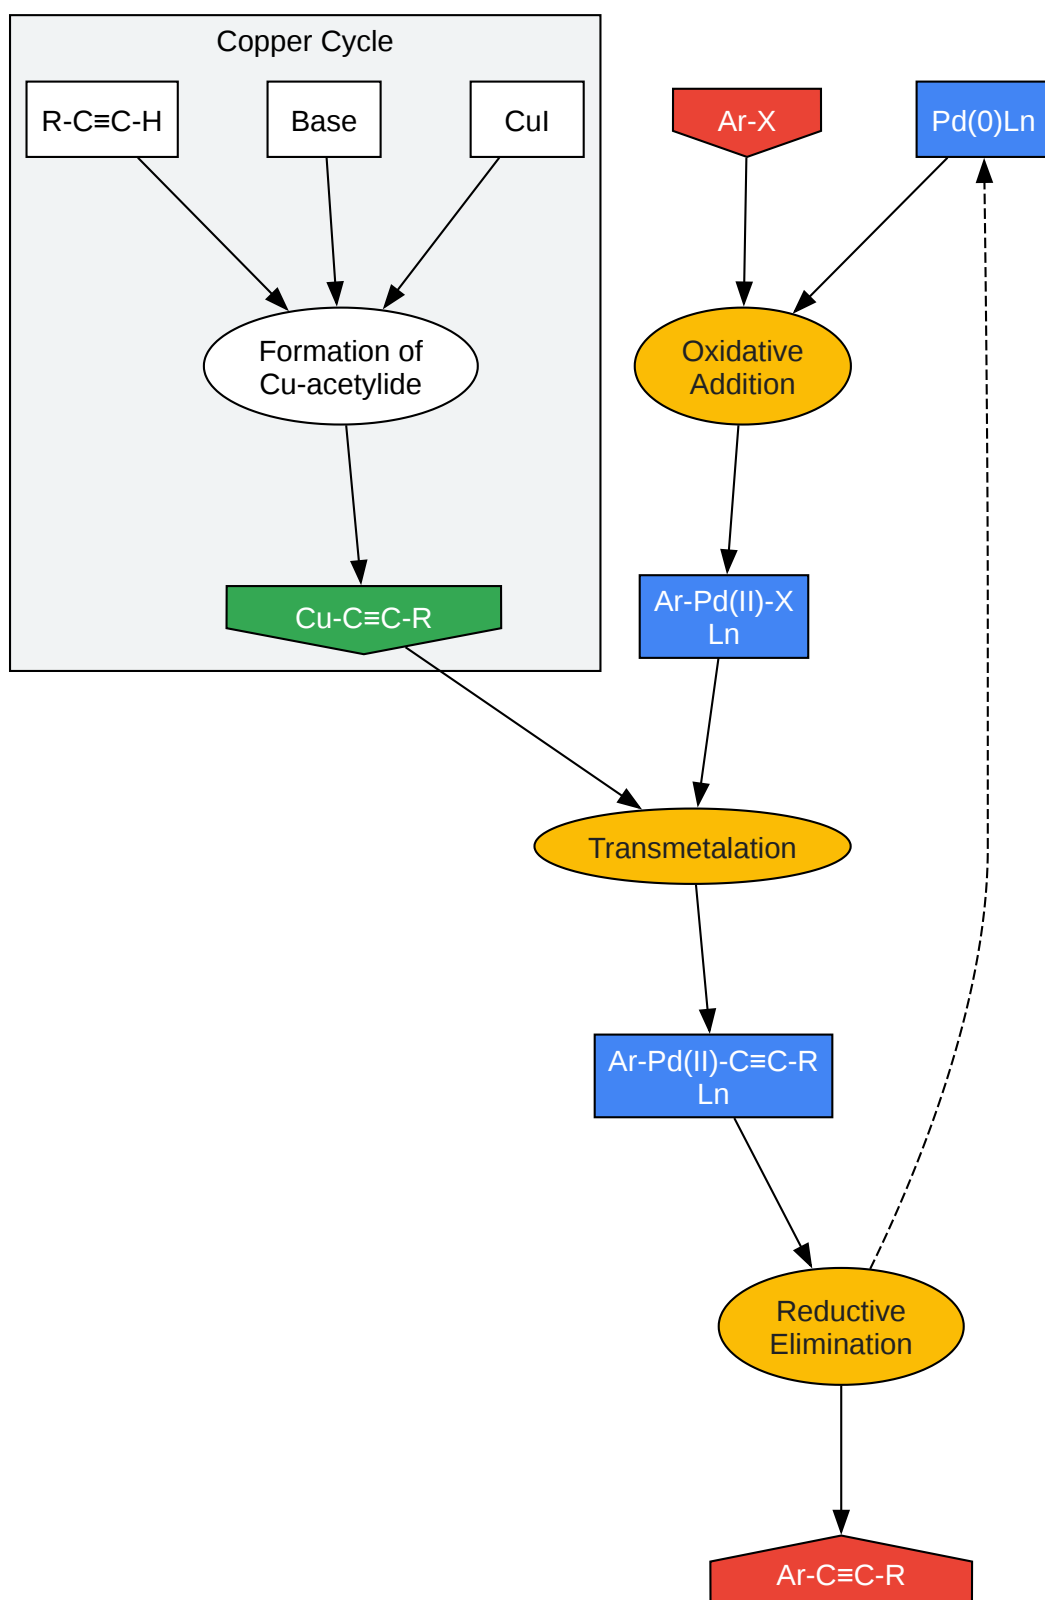 Copper Cycle
R-C≡C-H
Base
CuI
Ar-X
Pd(0)Ln
Formation of
Cu-acetylide
Oxidative
Addition
Cu-C≡C-R
Ar-Pd(II)-X
Ln
Transmetalation
Ar-Pd(II)-C≡C-R
Ln
Reductive
Elimination
Ar-C≡C-R